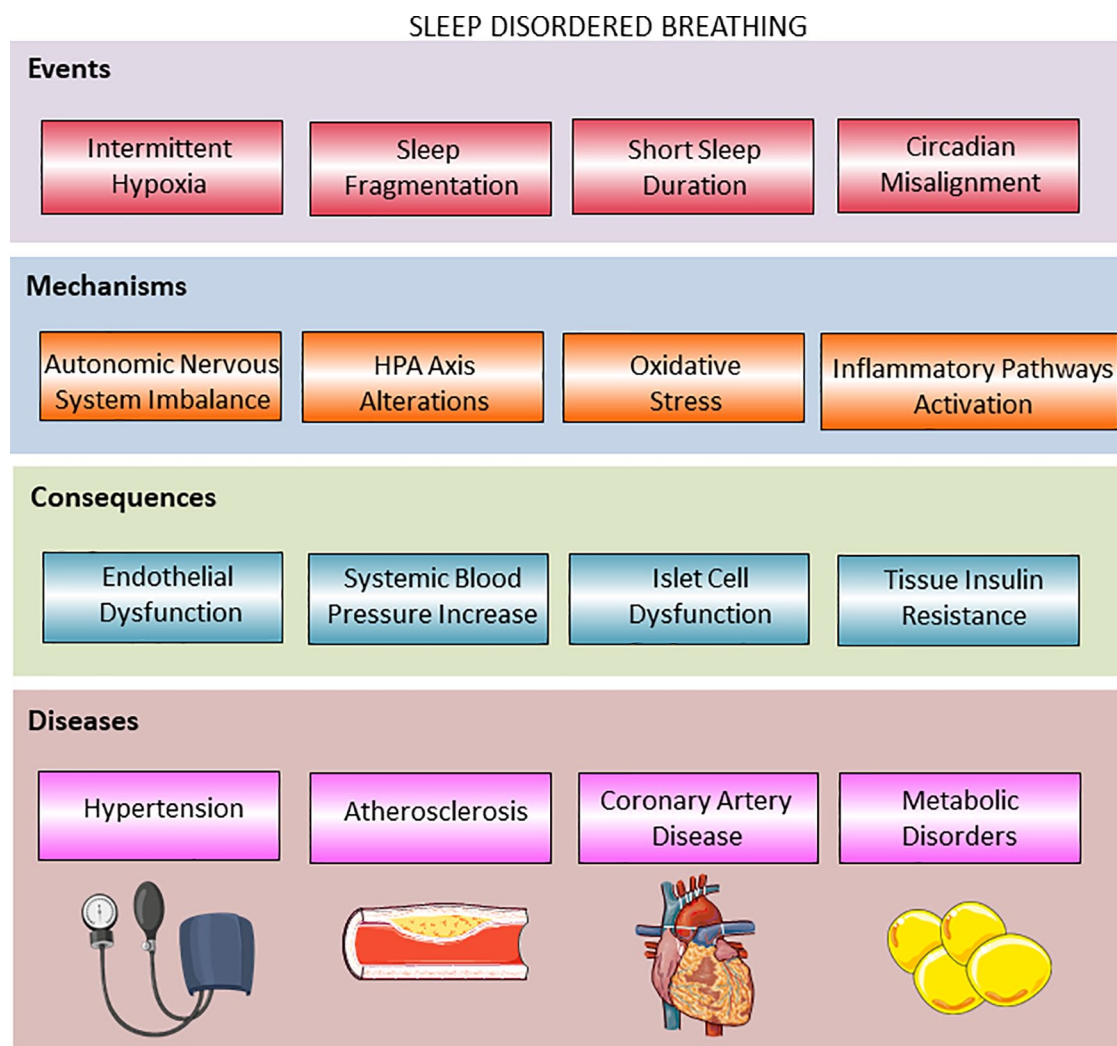 SLEEP DISORDERED BREATHING
Events
Intermittent
Hypoxia
Sleep
Fragmentation
Short Sleep
Duration
Circadian
Misalignment
Mechanisms
Autonomic Nervous
System Imbalance
HPA Axis
Alterations
Oxidative
Stress
Inflammatory Pathways
Activation
Consequences
Endothelial
Dysfunction
Systemic Blood
Pressure Increase
Islet Cell
Dysfunction
Tissue Insulin
Resistance
Diseases
Hypertension
Atherosclerosis
Coronary Artery
Disease
Metabolic
Disorders